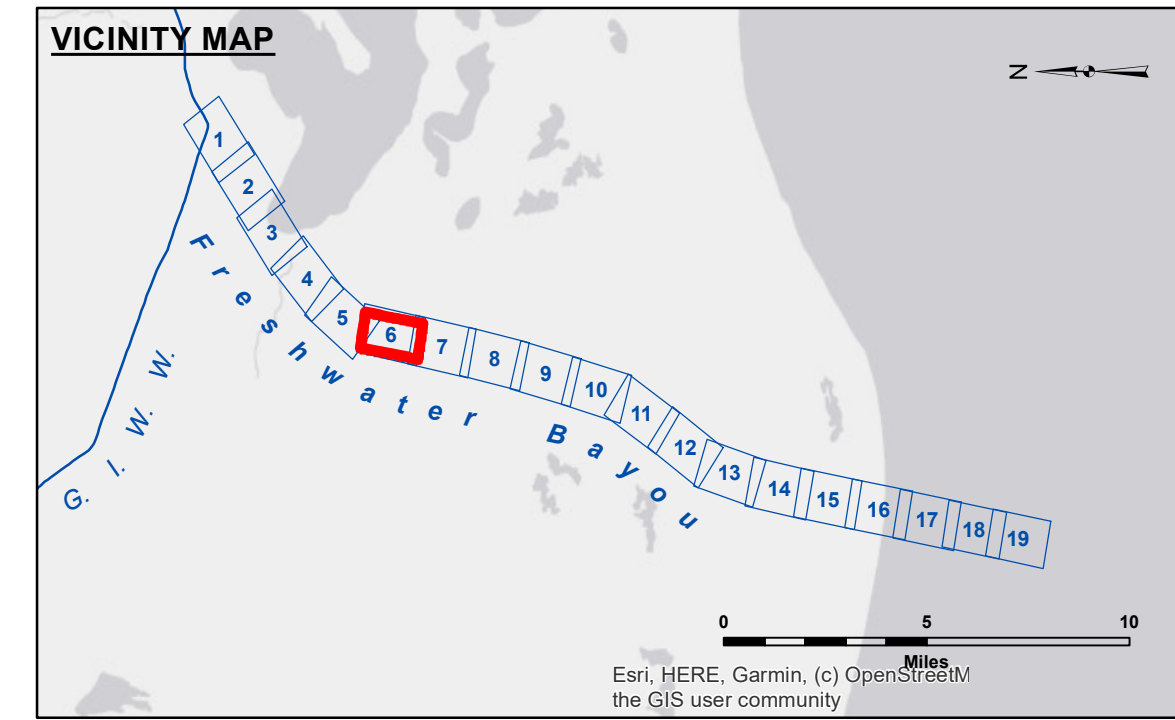 VICINITY MAP
N
1
2
3
4
5
6
7
8
9
10
11
12
13
14
15
16
17
18
19
Freshwater Bayou
G. I. W. W.
0 5 10
Miles
Esri, HERE, Garmin, (c) OpenStreetM
the GIS user community